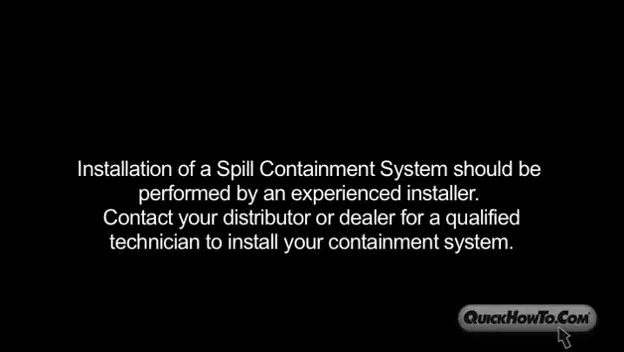 Installation of a Spill Containment System should be
performed by an experienced installer.
Contact your distributor or dealer for a qualified
technician to install your containment system.
QUICKHOWTO.COM